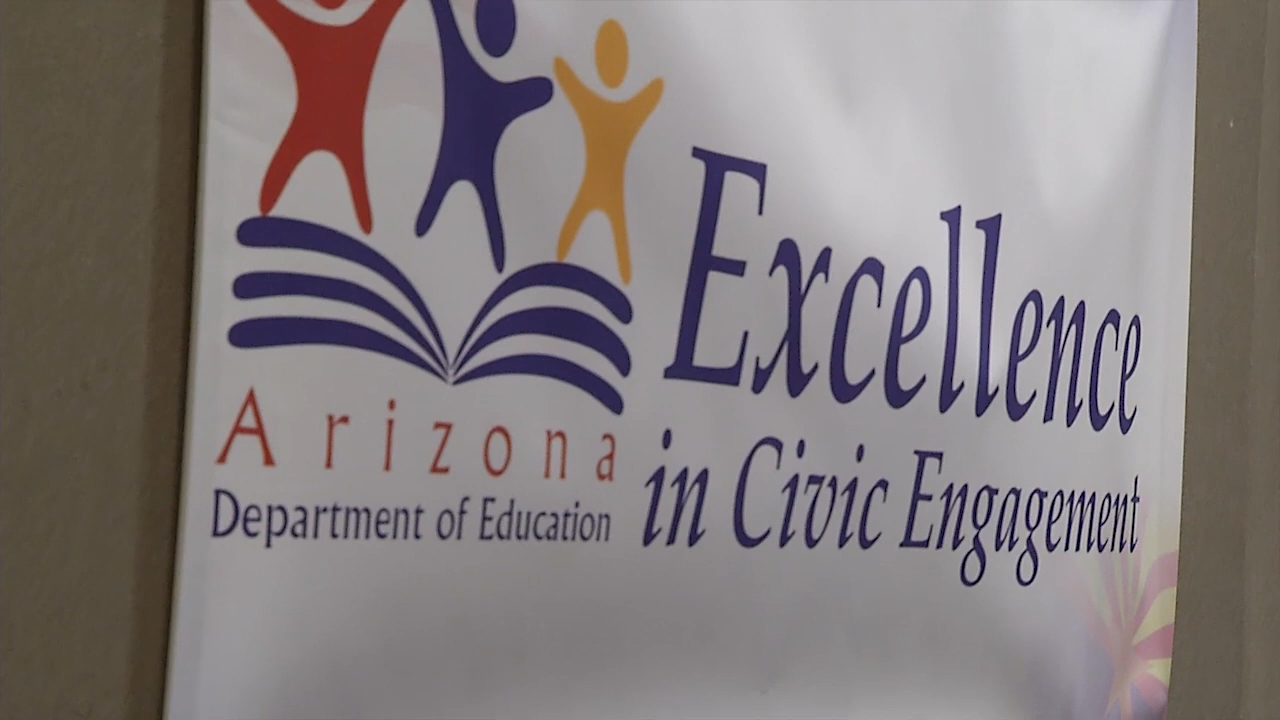 Arizona
Department of Education
Excellence
in Civic Engagement